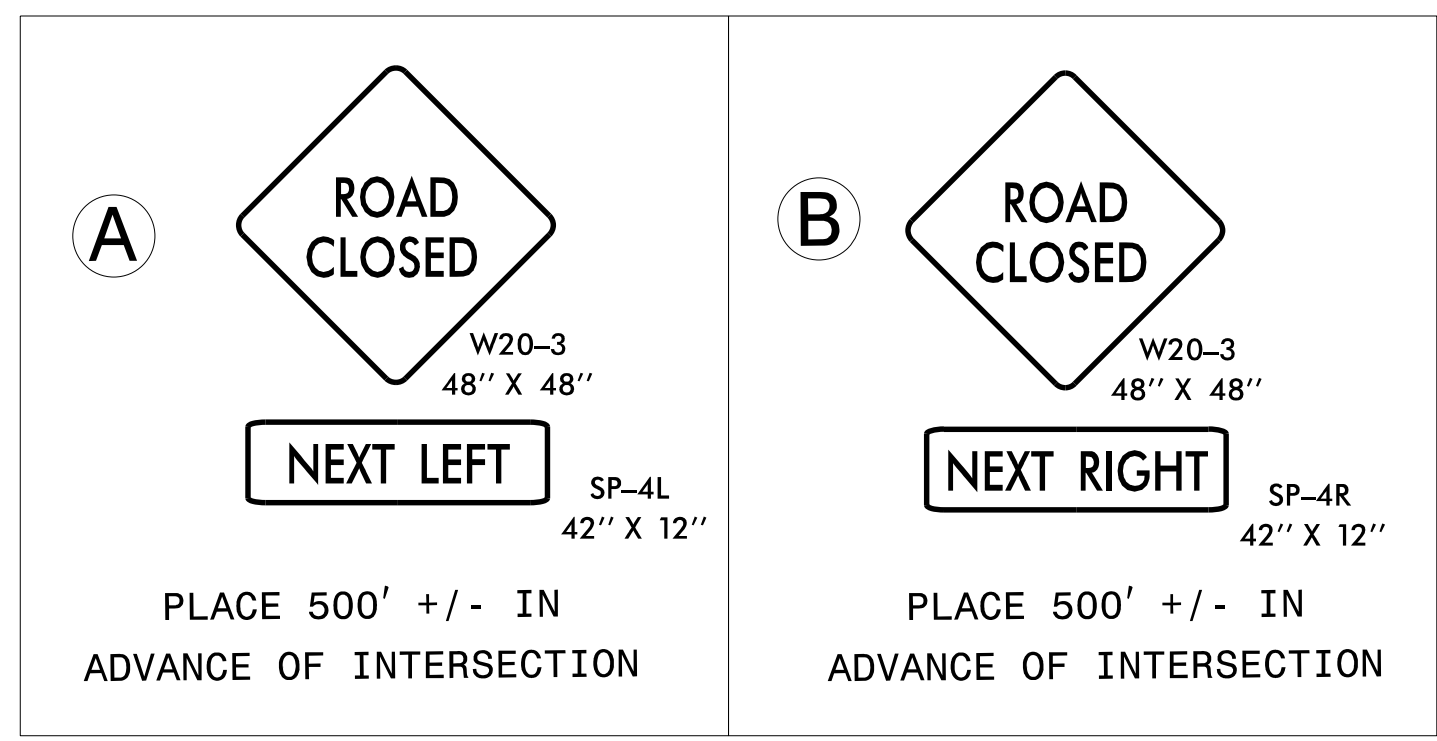 A
ROAD
CLOSED
W20–3
48'' X 48''
NEXT LEFT
SP–4L
42'' X 12''
PLACE 500' +/- IN
ADVANCE OF INTERSECTION
B
ROAD
CLOSED
W20–3
48'' X 48''
NEXT RIGHT
SP–4R
42'' X 12''
PLACE 500' +/- IN
ADVANCE OF INTERSECTION